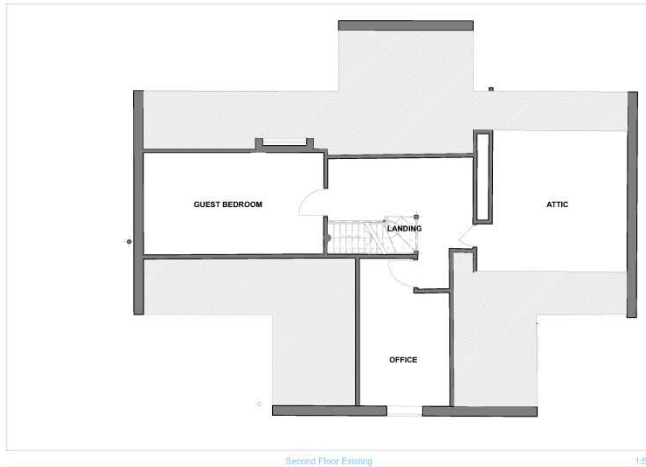 GUEST BEDROOM
ATTIC
LANDING
OFFICE
Second Floor Existing